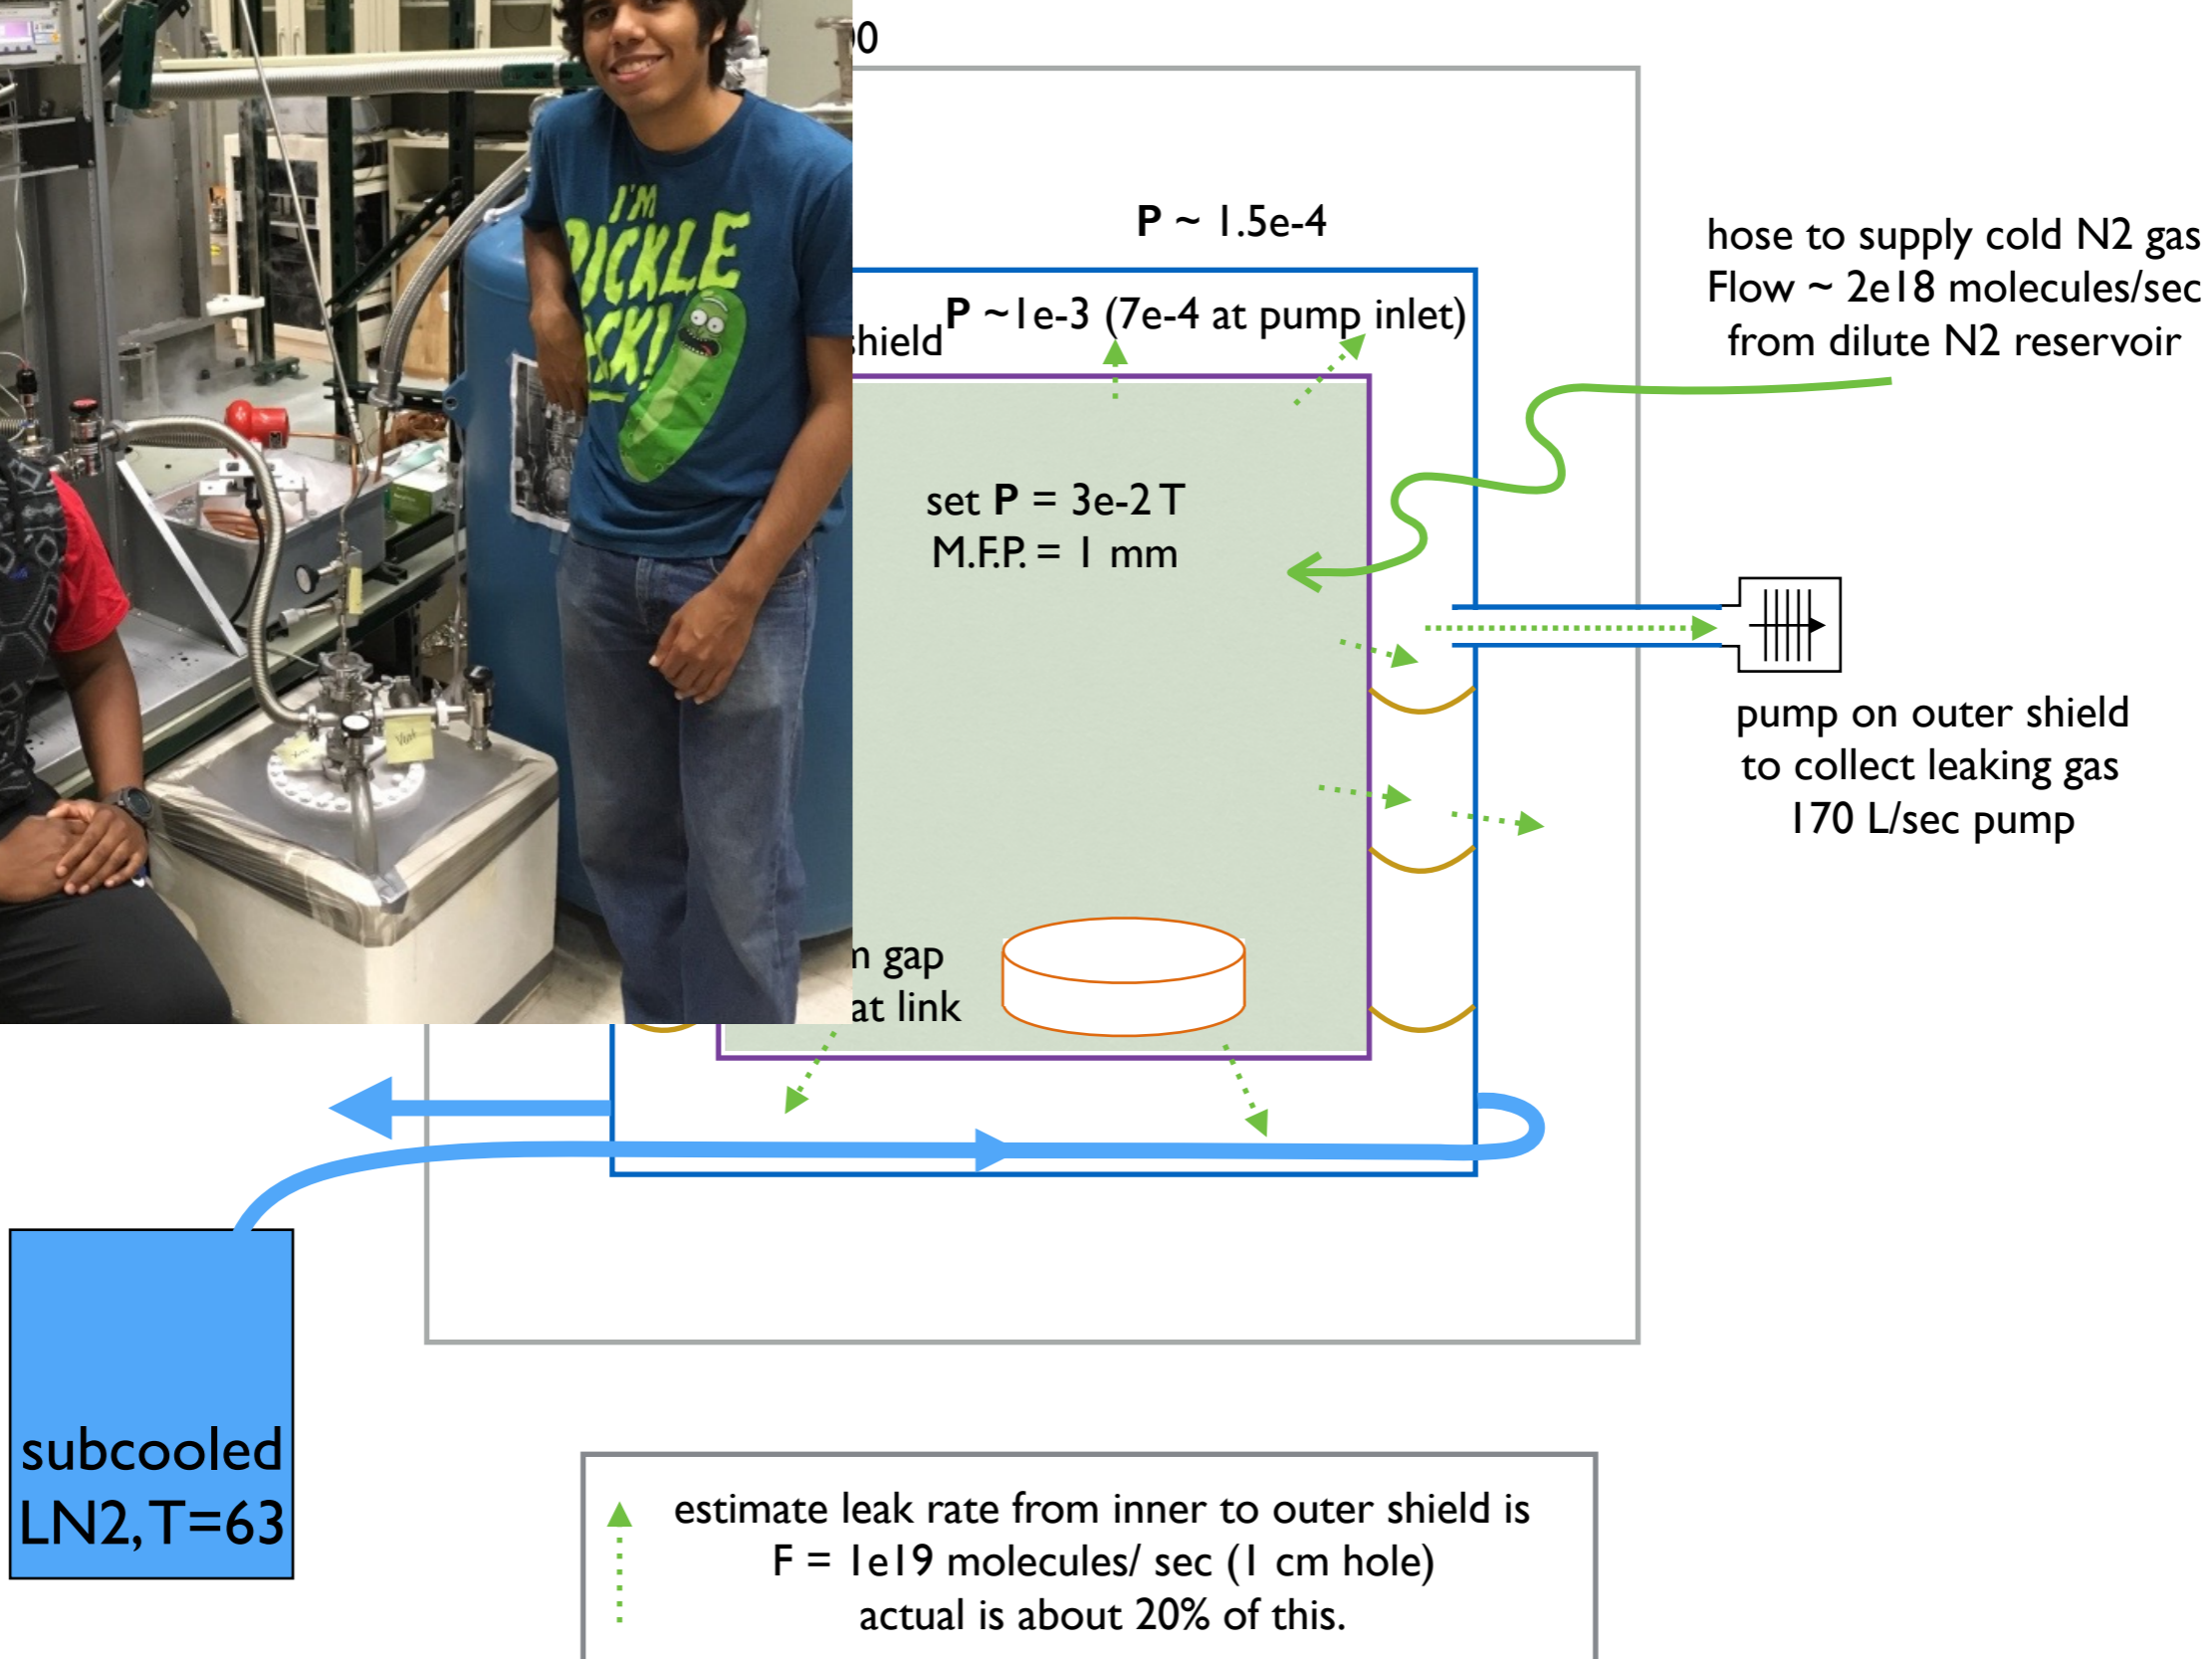 00
P ~ 1.5e-4
hose to supply cold N2 gas
Flow ~ 2e18 molecules/sec
from dilute N2 reservoir
P ~1e-3 (7e-4 at pump inlet)
shield
I'M
PICKLE
set P = 3e-2 T
M.F.P. = 1 mm
Vent
pump on outer shield
to collect leaking gas
170 L/sec pump
gap
link
subcooled
LN2, T=63
estimate leak rate from inner to outer shield is
F = 1e19 molecules/ sec (1 cm hole)
actual is about 20% of this.